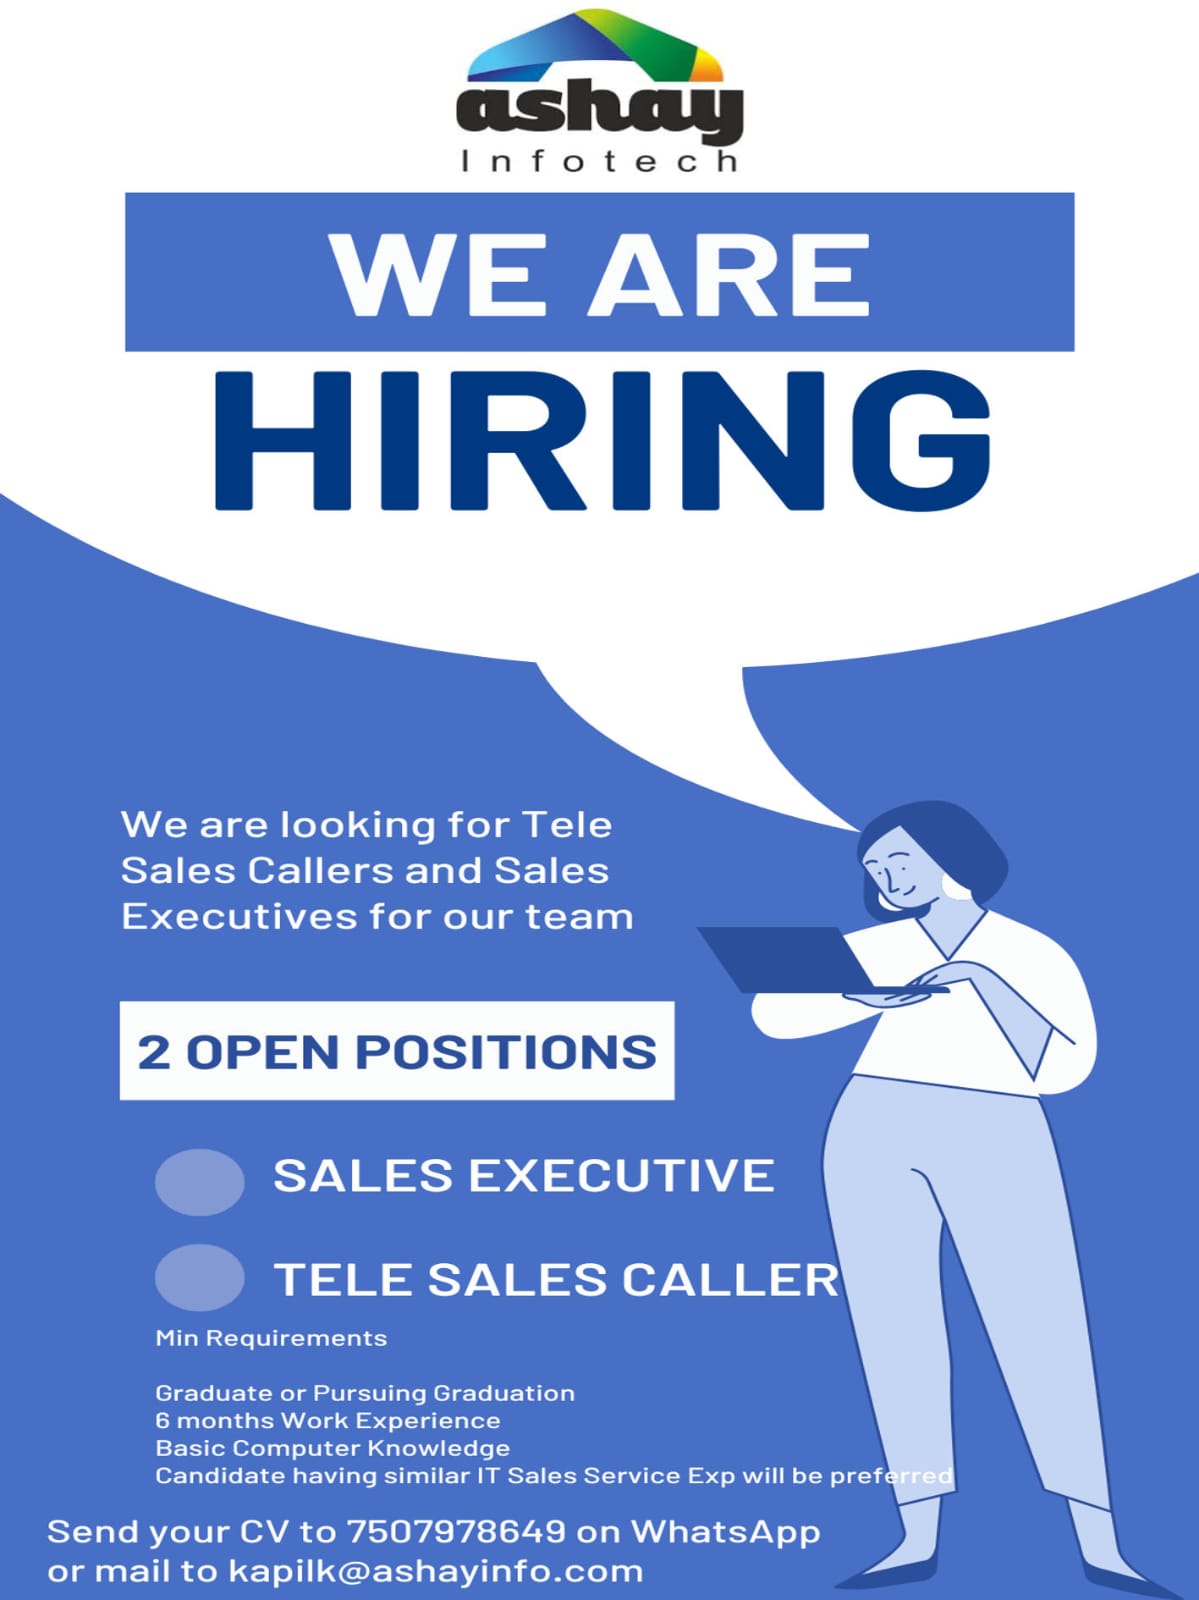 ashay
Infotech
WE ARE
HIRING
We are looking for Tele
Sales Callers and Sales
Executives for our team
2 OPEN POSITIONS
SALES EXECUTIVE
TELE SALES CALLER
Min Requirements
Graduate or Pursuing Graduation
6 months Work Experience
Basic Computer Knowledge
Candidate having similar IT Sales Service Exp will be preferred
Send your CV to 7507978649 on WhatsApp
or mail to kapilk@ashayinfo.com